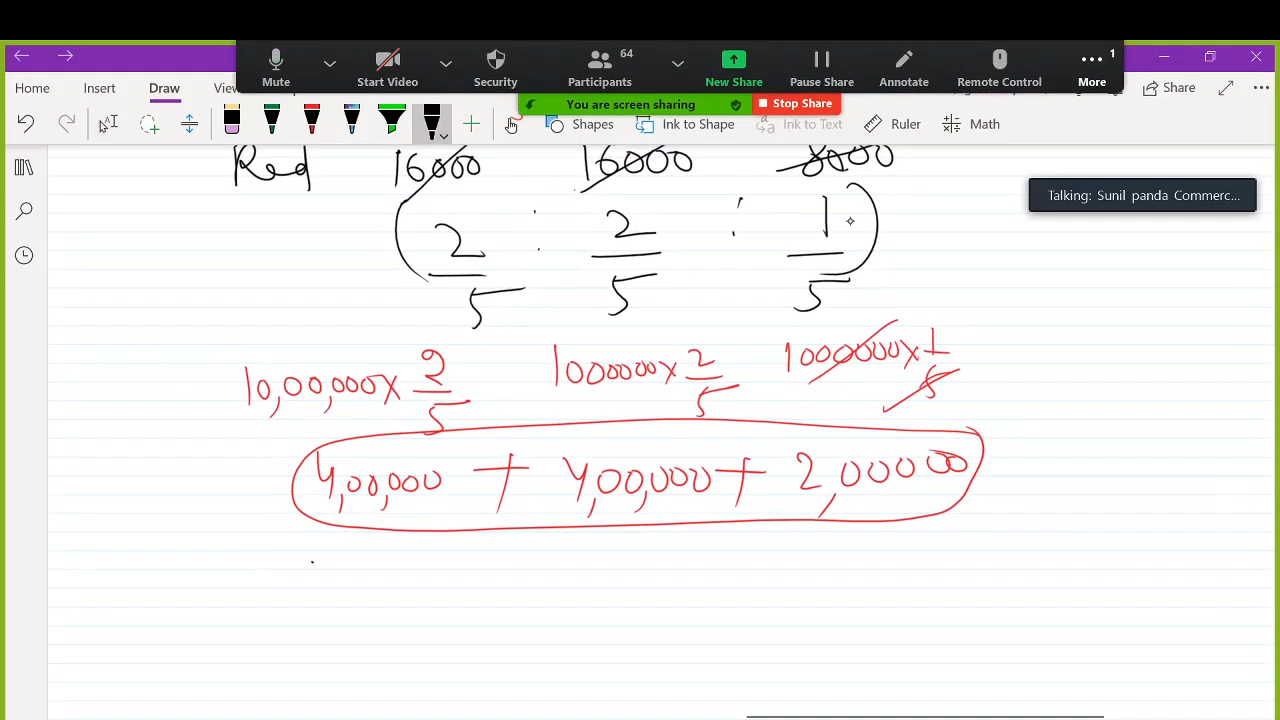 64
1
Mute
Start Video
Security
Participants
New Share
Pause Share
Annotate
Remote Control
More
You are screen sharing
Stop Share
Home
Insert
Draw
Share
Shapes
Ink to Shape
Ink to Text
Ruler
Math
Talking: Sunil panda Commerc...
Red 16000 16000 8000
( 2/5 : 2/5 : 1/5 )
10,00,000 x 2/5 1000000 x 2/5 1000000 x 1/5
4,00,000 + 4,00,000 + 2,00000